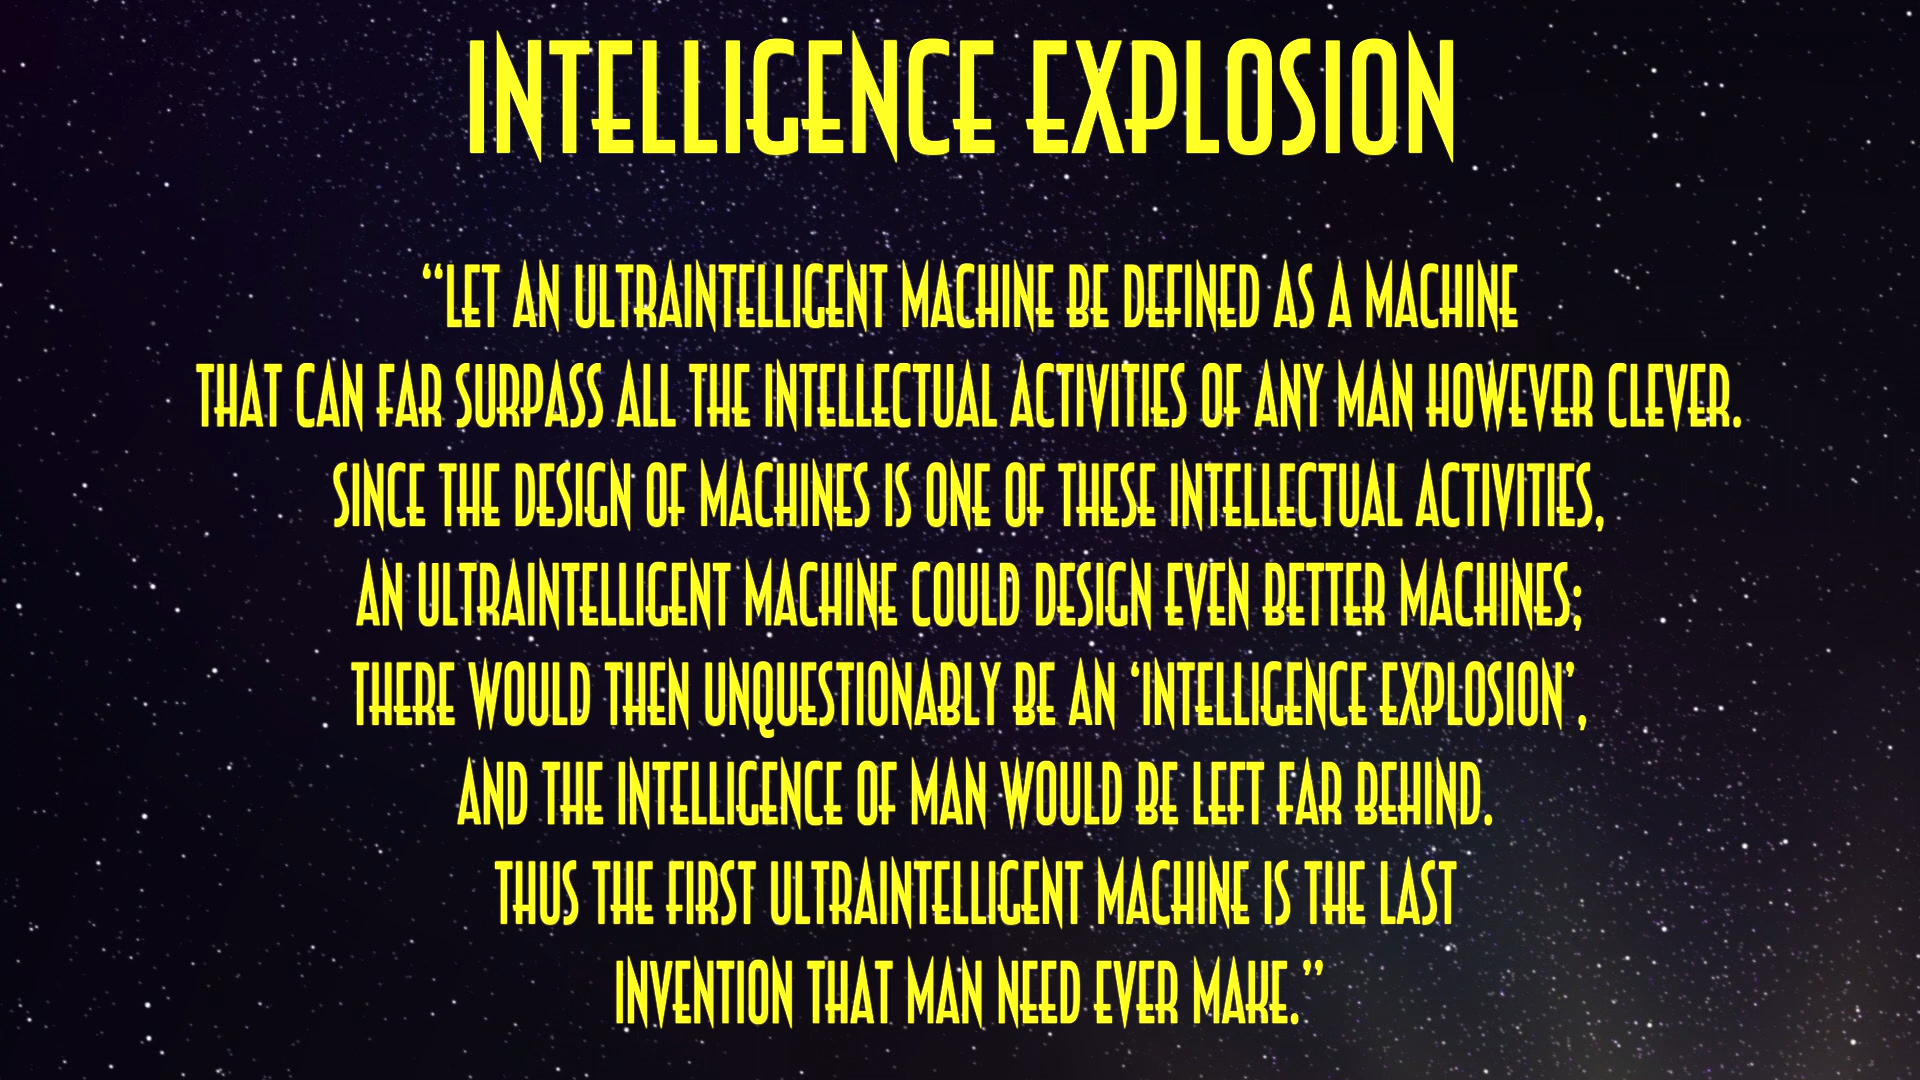 INTELLIGENCE EXPLOSION
“LET AN ULTRAINTELLIGENT MACHINE BE DEFINED AS A MACHINE
THAT CAN FAR SURPASS ALL THE INTELLECTUAL ACTIVITIES OF ANY MAN HOWEVER CLEVER.
SINCE THE DESIGN OF MACHINES IS ONE OF THESE INTELLECTUAL ACTIVITIES,
AN ULTRAINTELLIGENT MACHINE COULD DESIGN EVEN BETTER MACHINES;
THERE WOULD THEN UNQUESTIONABLY BE AN ‘INTELLIGENCE EXPLOSION’,
AND THE INTELLIGENCE OF MAN WOULD BE LEFT FAR BEHIND.
THUS THE FIRST ULTRAINTELLIGENT MACHINE IS THE LAST
INVENTION THAT MAN NEED EVER MAKE.”